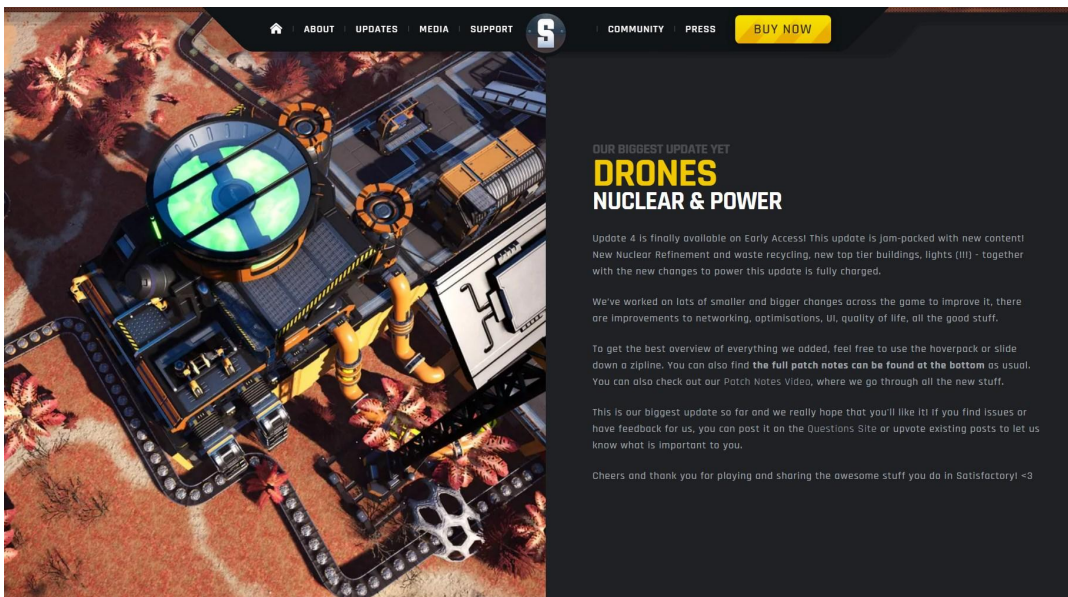 ABOUT UPDATES MEDIA SUPPORT S COMMUNITY PRESS BUY NOW
OUR BIGGEST UPDATE YET
DRONES
NUCLEAR & POWER
Update 4 is finally available on Early Access! This update is jam-packed with new content!
New Nuclear Refinement and waste recycling, new top tier buildings, lights (!!!) - together
with the new changes to power this update is fully charged.
We've worked on lots of smaller and bigger changes across the game to improve it, there
are improvements to networking, optimisations, UI, quality of life, all the good stuff.
To get the best overview of everything we added, feel free to use the hoverpack or slide
down a zipline. You can also find the full patch notes can be found at the bottom as usual.
You can also check out our Patch Notes Video, where we go through all the new stuff.
This is our biggest update so far and we really hope that you'll like it! If you find issues or
have feedback for us, you can post it on the Questions Site or upvote existing posts to let us
know what is important to you.
Cheers and thank you for playing and sharing the awesome stuff you do in Satisfactory! <3